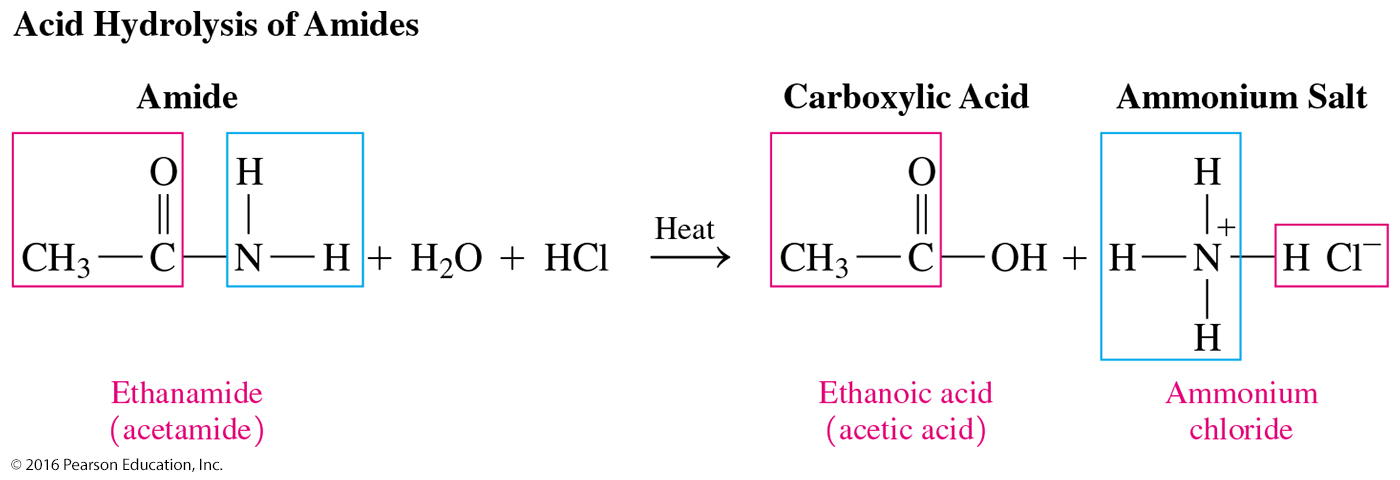 Acid Hydrolysis of Amides
Amide Carboxylic Acid Ammonium Salt
O H O H
CH₃—C—N—H + H₂O + HCl Heat → CH₃—C—OH + H—N⁺—H Cl⁻
H
Ethanamide Ethanoic acid Ammonium
(acetamide) (acetic acid) chloride
© 2016 Pearson Education, Inc.